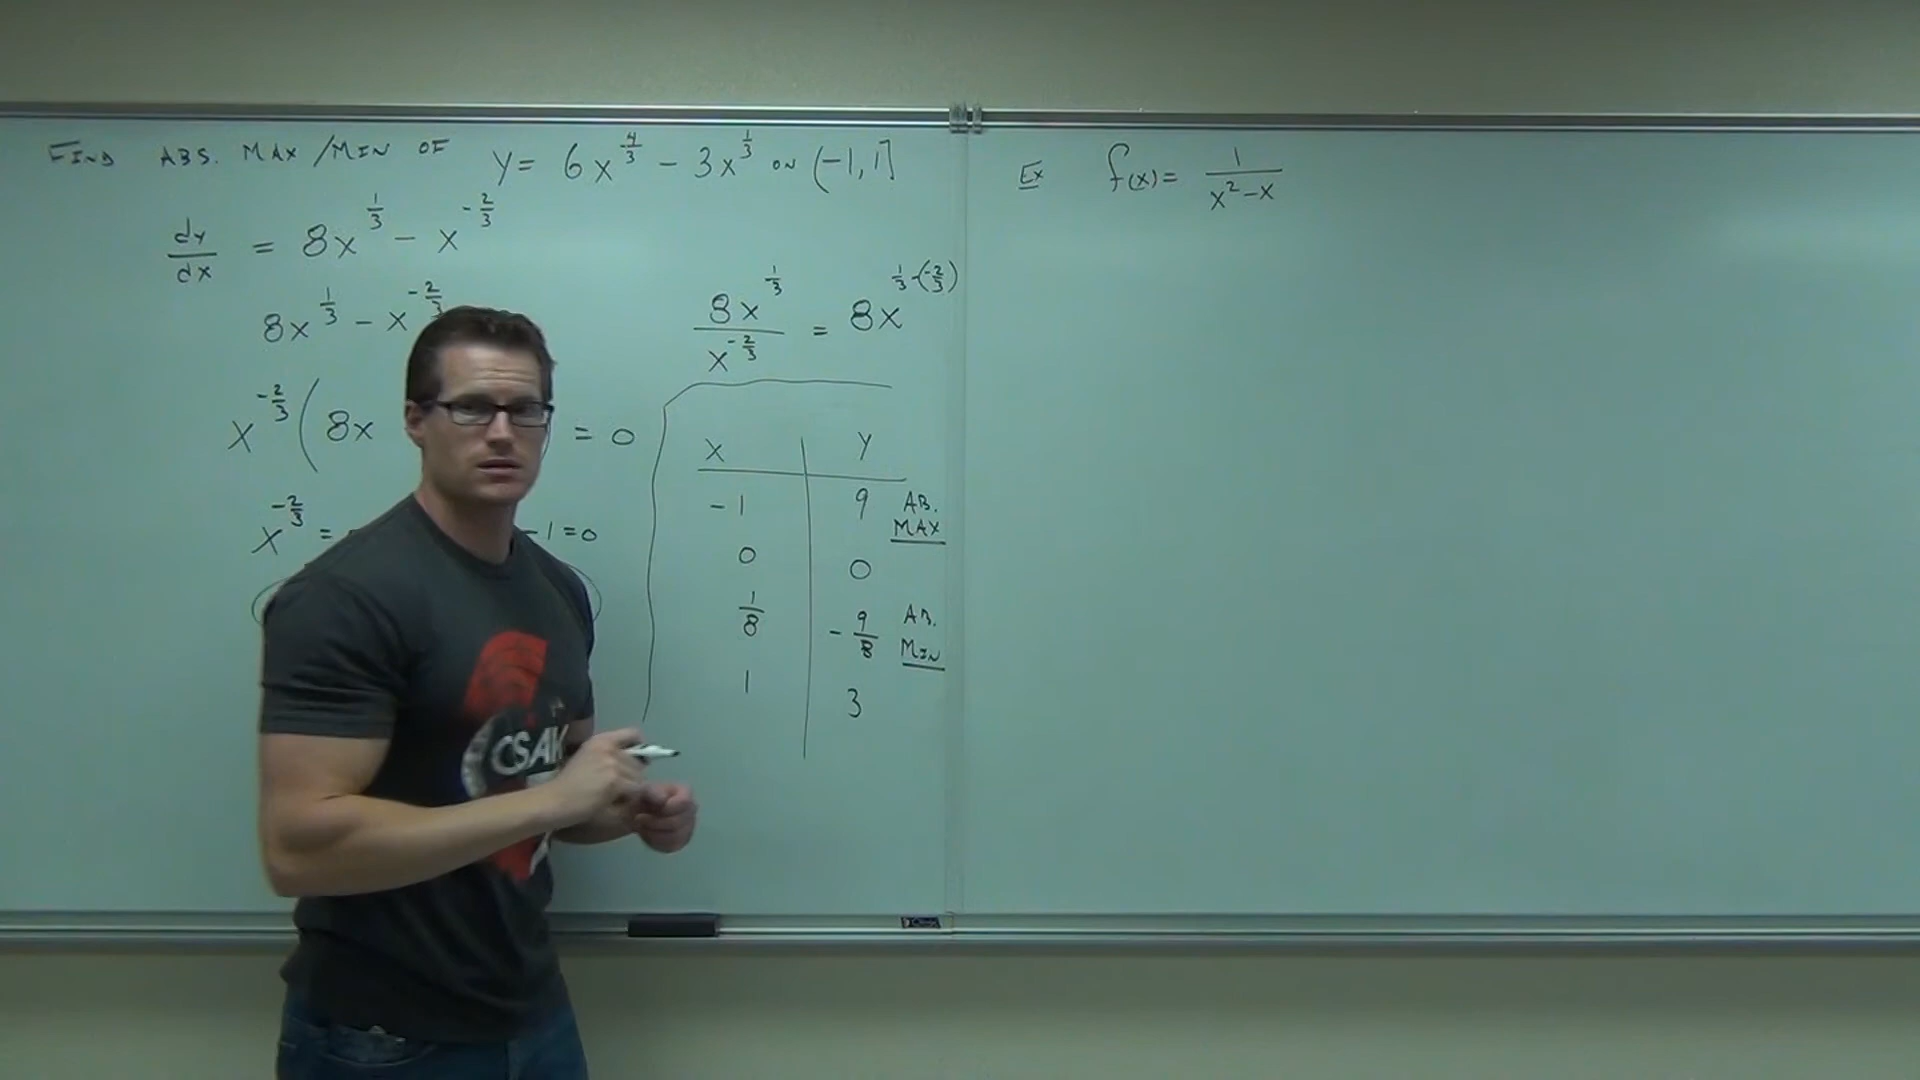 FIND ABS. MAX/MIN OF y = 6x^{4/3} - 3x^{1/3} ON (-1, 1]
dy/dx = 8x^{1/3} - x^{-2/3}
8x^{1/3} - x^{-2/3}
x^{-2/3}(8x = 0
x^{-2/3} = -1 = 0
8x^{1/3}/x^{-2/3} = 8x^{1/3-(-2/3)}
X Y
-1 9 AB. MAX
0 0
1/8 -9/8 AB. MIN
1 3
Ex f(x) = 1/(x^2 - x)
CSAK